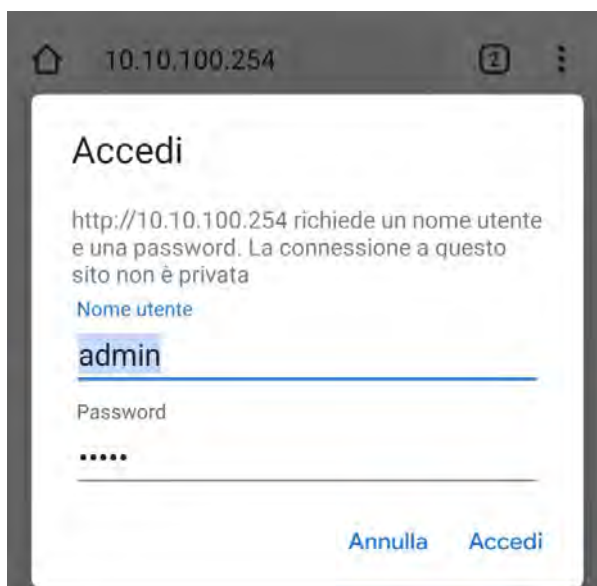 10.10.100.254
2
Accedi
http://10.10.100.254 richiede un nome utente
e una password. La connessione a questo
sito non è privata
Nome utente
admin
Password
•••••
Annulla Accedi